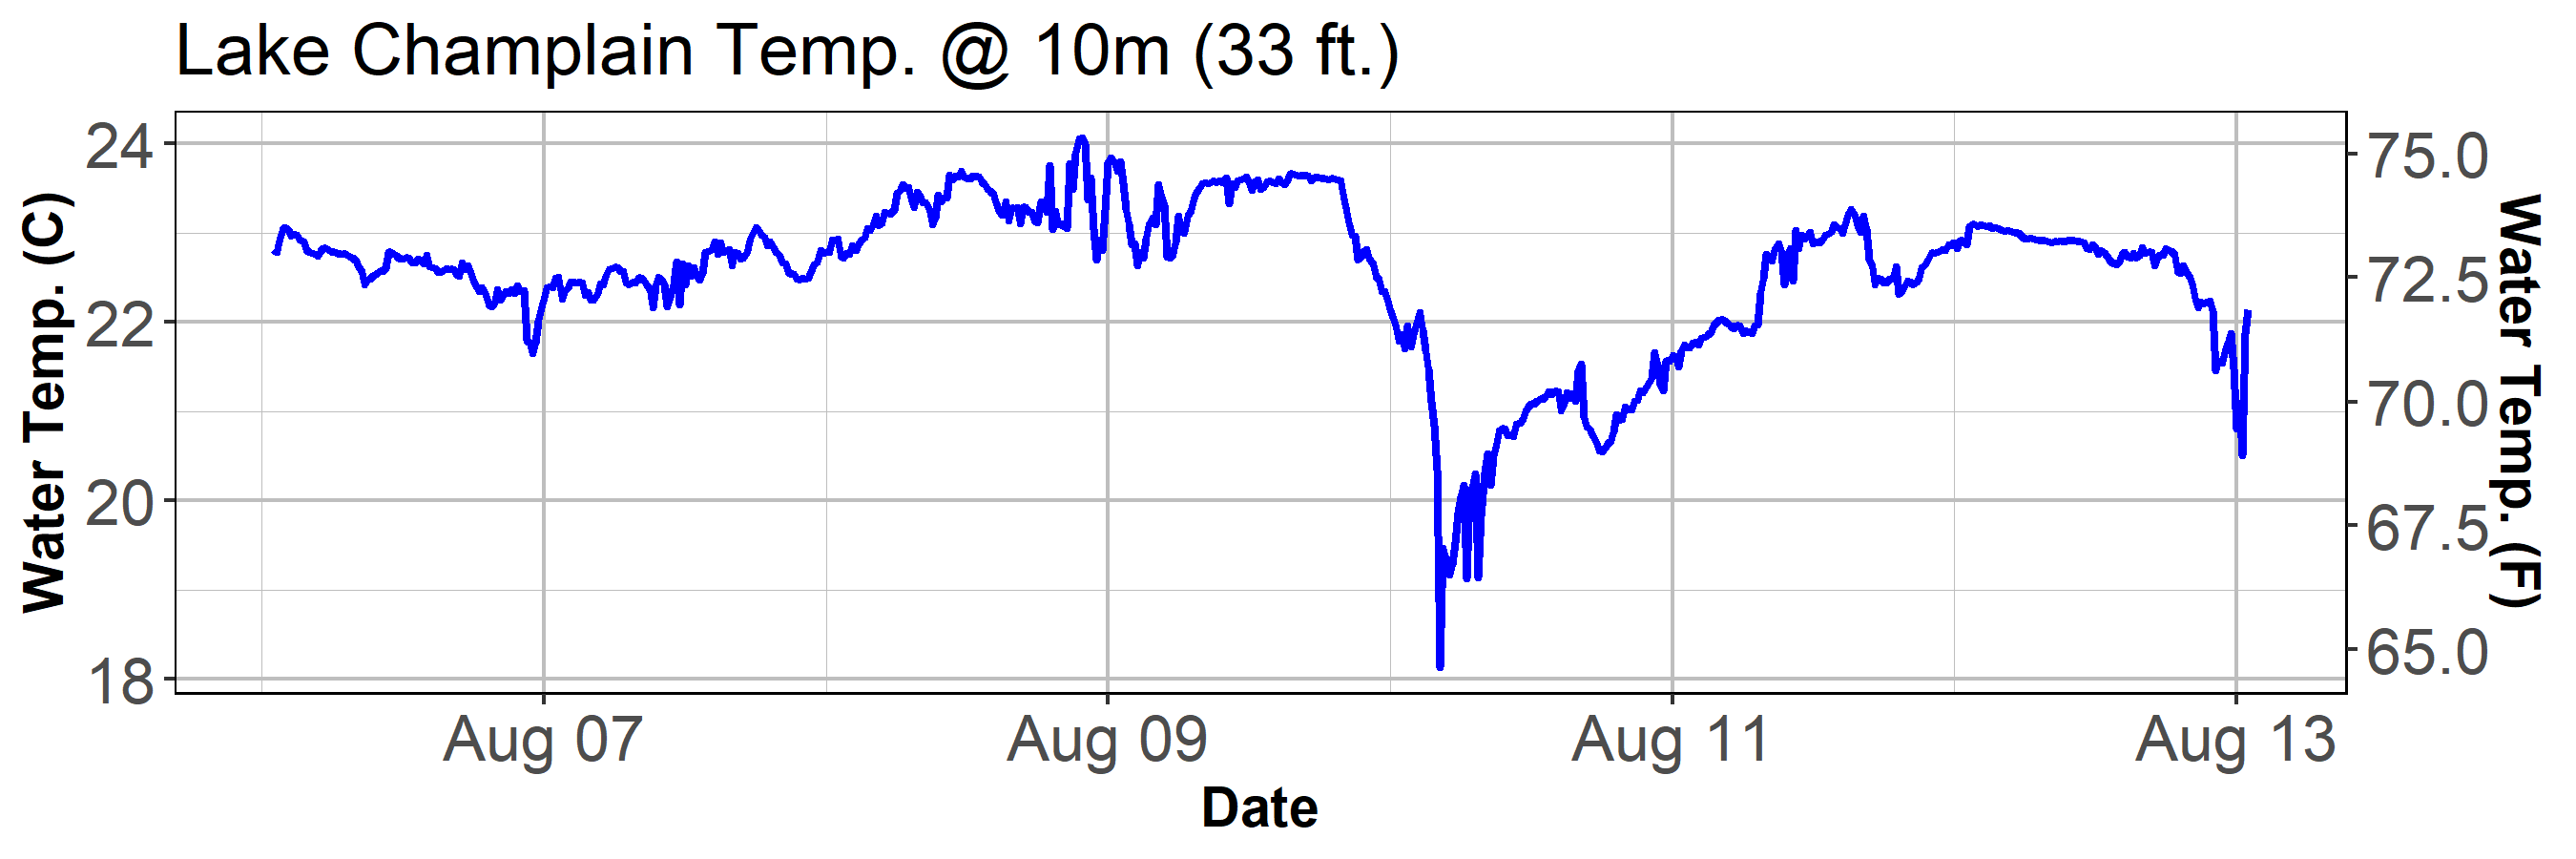 Lake Champlain Temp. @ 10m (33 ft.)
Water Temp. (C)
24
22
20
18
75.0
72.5
70.0
67.5
65.0
Water Temp. (F)
Aug 07 Aug 09 Aug 11 Aug 13
Date